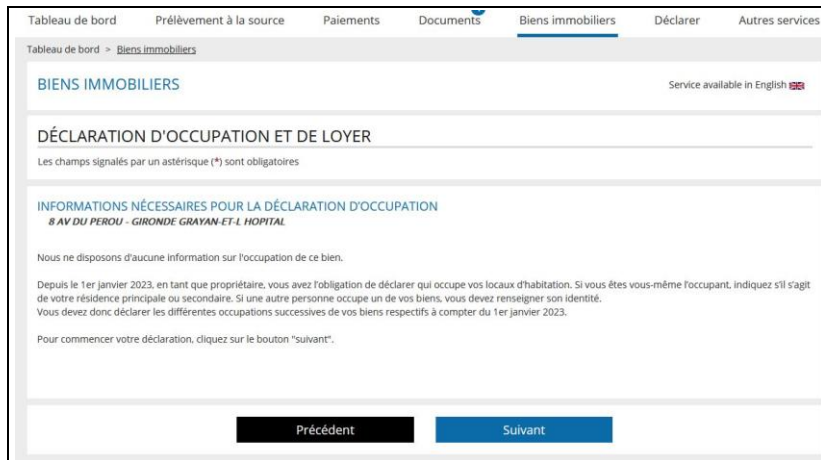 Tableau de bord Prélèvement à la source Paiements Documents Biens immobiliers Déclarer Autres services
Tableau de bord > Biens immobiliers
BIENS IMMOBILIERS Service available in English
DÉCLARATION D'OCCUPATION ET DE LOYER
Les champs signalés par un astérisque (*) sont obligatoires
INFORMATIONS NÉCESSAIRES POUR LA DÉCLARATION D'OCCUPATION
8 AV DU PEROU - GIRONDE GRAYAN-ET-L HOPITAL
Nous ne disposons d'aucune information sur l'occupation de ce bien.
Depuis le 1er janvier 2023, en tant que propriétaire, vous avez l'obligation de déclarer qui occupe vos locaux d'habitation. Si vous êtes vous-même l'occupant, indiquez s'il s'agit
de votre résidence principale ou secondaire. Si une autre personne occupe un de vos biens, vous devez renseigner son identité.
Vous devez donc déclarer les différentes occupations successives de vos biens respectifs à compter du 1er janvier 2023.
Pour commencer votre déclaration, cliquez sur le bouton "suivant".
Précédent Suivant